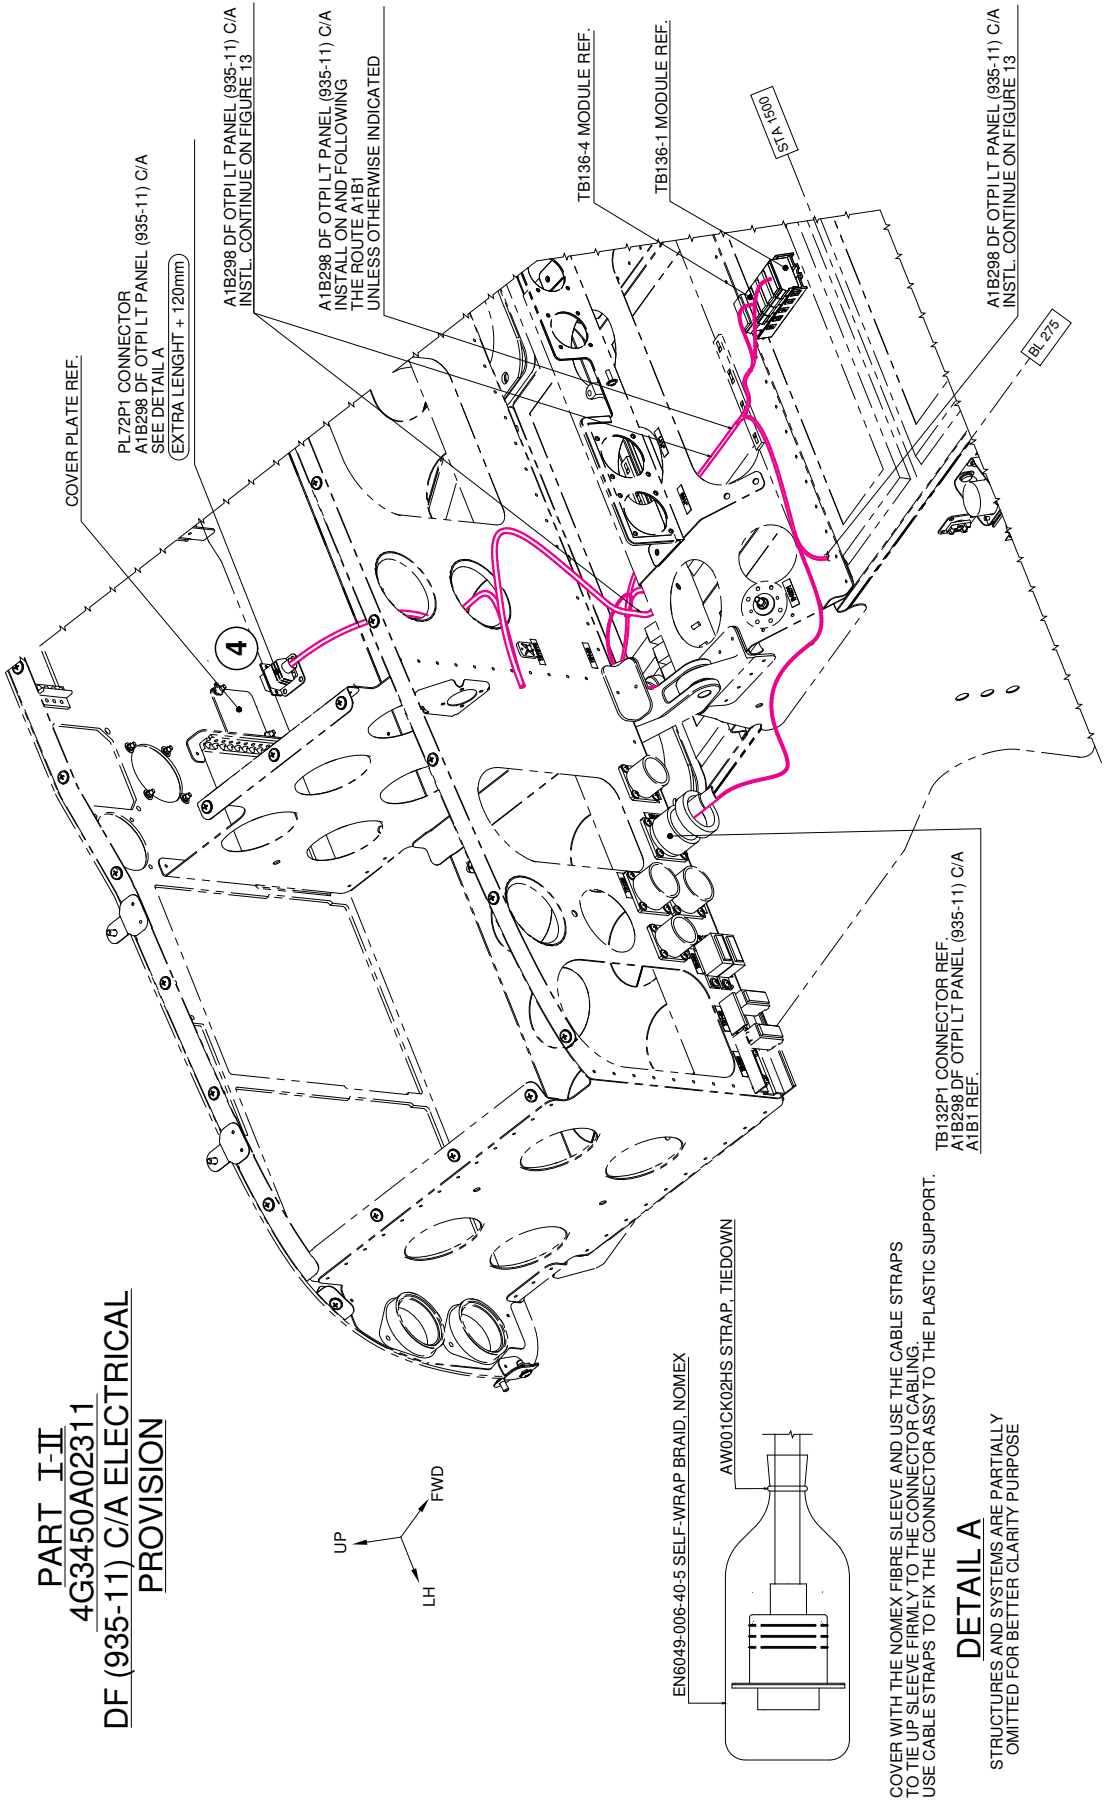 PART I-II
4G3450A02311
DF (935-11) C/A ELECTRICAL
PROVISION
UP
FWD
LH
COVER PLATE REF.
PL72P1 CONNECTOR
A1B298 DF OTPI LT PANEL (935-11) C/A
SEE DETAIL A
EXTRA LENGHT + 120mm
4
A1B298 DF OTPI LT PANEL (935-11) C/A
INSTL. CONTINUE ON FIGURE 13
A1B298 DF OTPI LT PANEL (935-11) C/A
INSTALL ON AND FOLLOWING
THE ROUTE A1B1
UNLESS OTHERWISE INDICATED
TB136-4 MODULE REF.
TB136-1 MODULE REF.
STA 1500
BL 275
A1B298 DF OTPI LT PANEL (935-11) C/A
INSTL. CONTINUE ON FIGURE 13
TB132P1 CONNECTOR REF.
A1B298 DF OTPI LT PANEL (935-11) C/A
A1B1 REF.
EN6049-006-40-5 SELF-WRAP BRAID, NOMEX
AW001CK02HS STRAP, TIEDOWN
COVER WITH THE NOMEX FIBRE SLEEVE AND USE THE CABLE STRAPS
TO TIE UP SLEEVE FIRMLY TO THE CONNECTOR CABLING.
USE CABLE STRAPS TO FIX THE CONNECTOR ASSY TO THE PLASTIC SUPPORT.
DETAIL A
STRUCTURES AND SYSTEMS ARE PARTIALLY
OMITTED FOR BETTER CLARITY PURPOSE